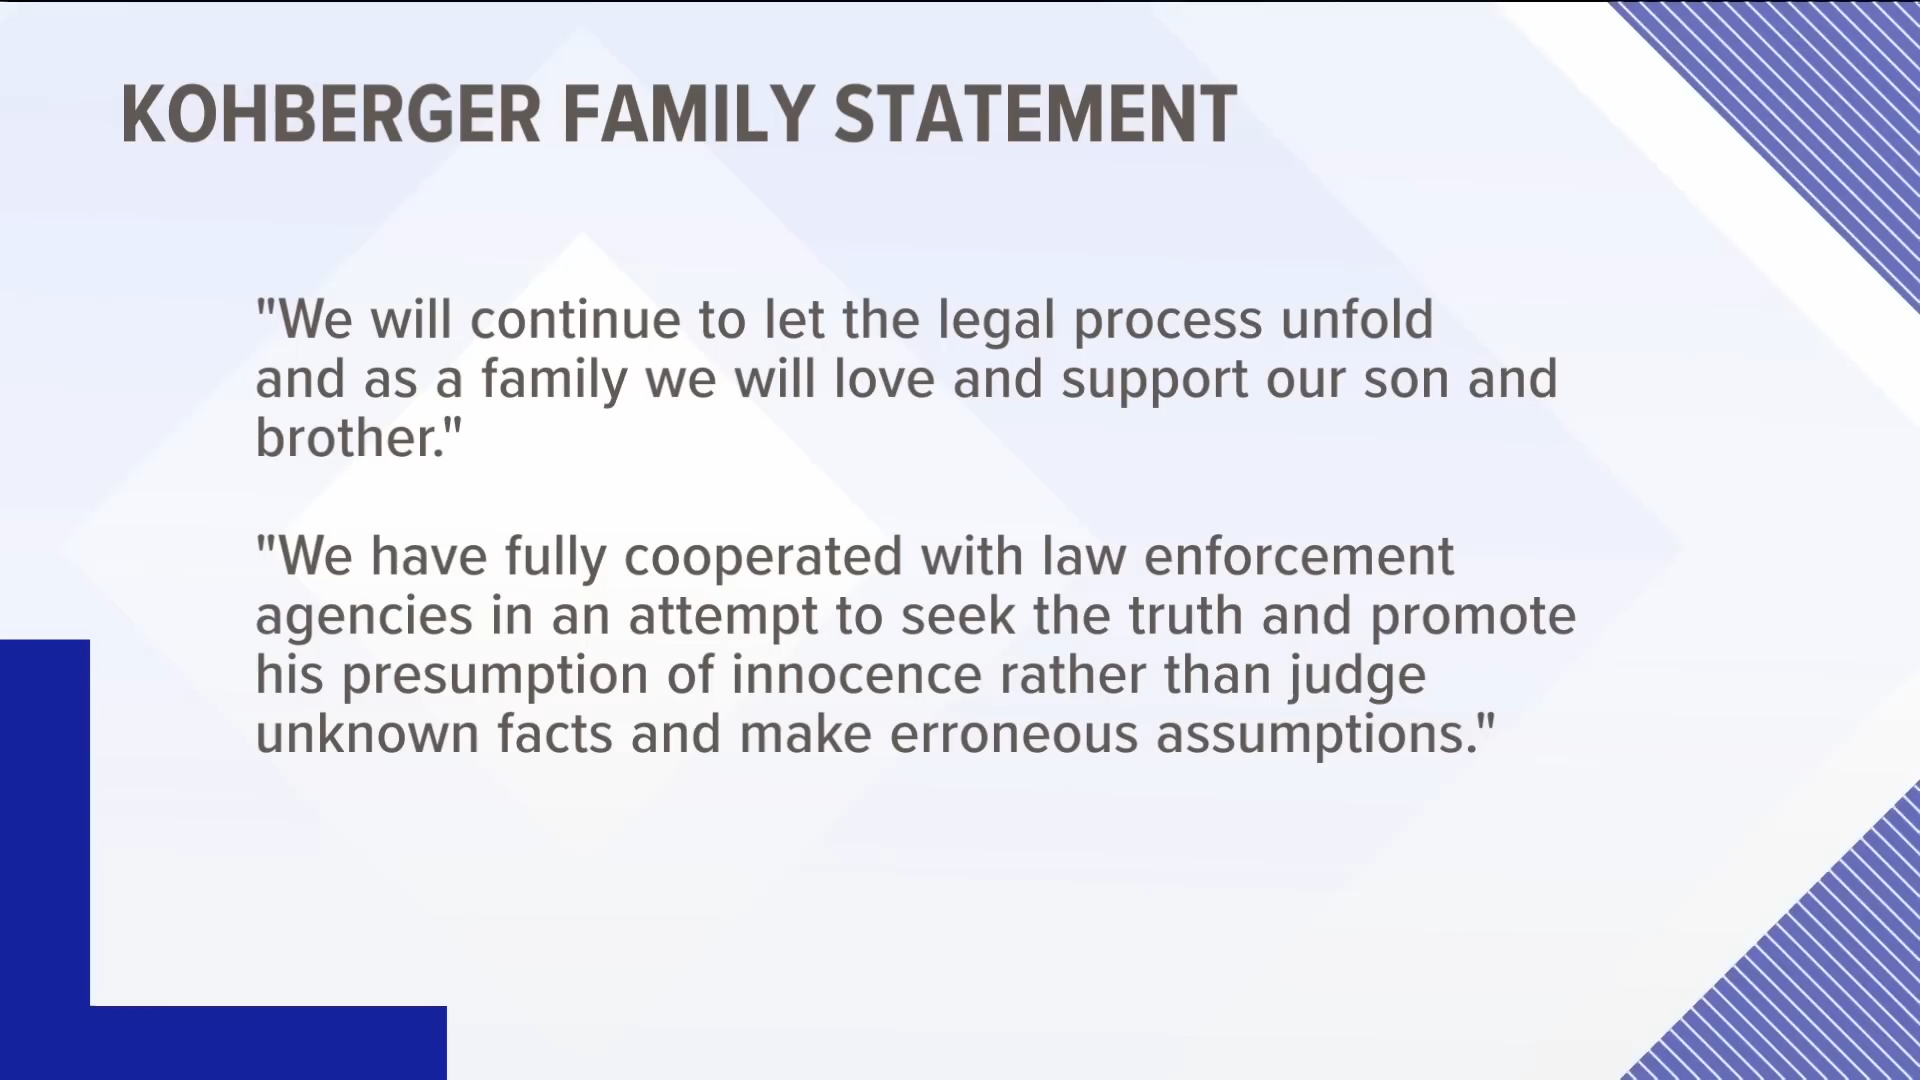 KOHBERGER FAMILY STATEMENT
"We will continue to let the legal process unfold
and as a family we will love and support our son and
brother."
"We have fully cooperated with law enforcement
agencies in an attempt to seek the truth and promote
his presumption of innocence rather than judge
unknown facts and make erroneous assumptions."